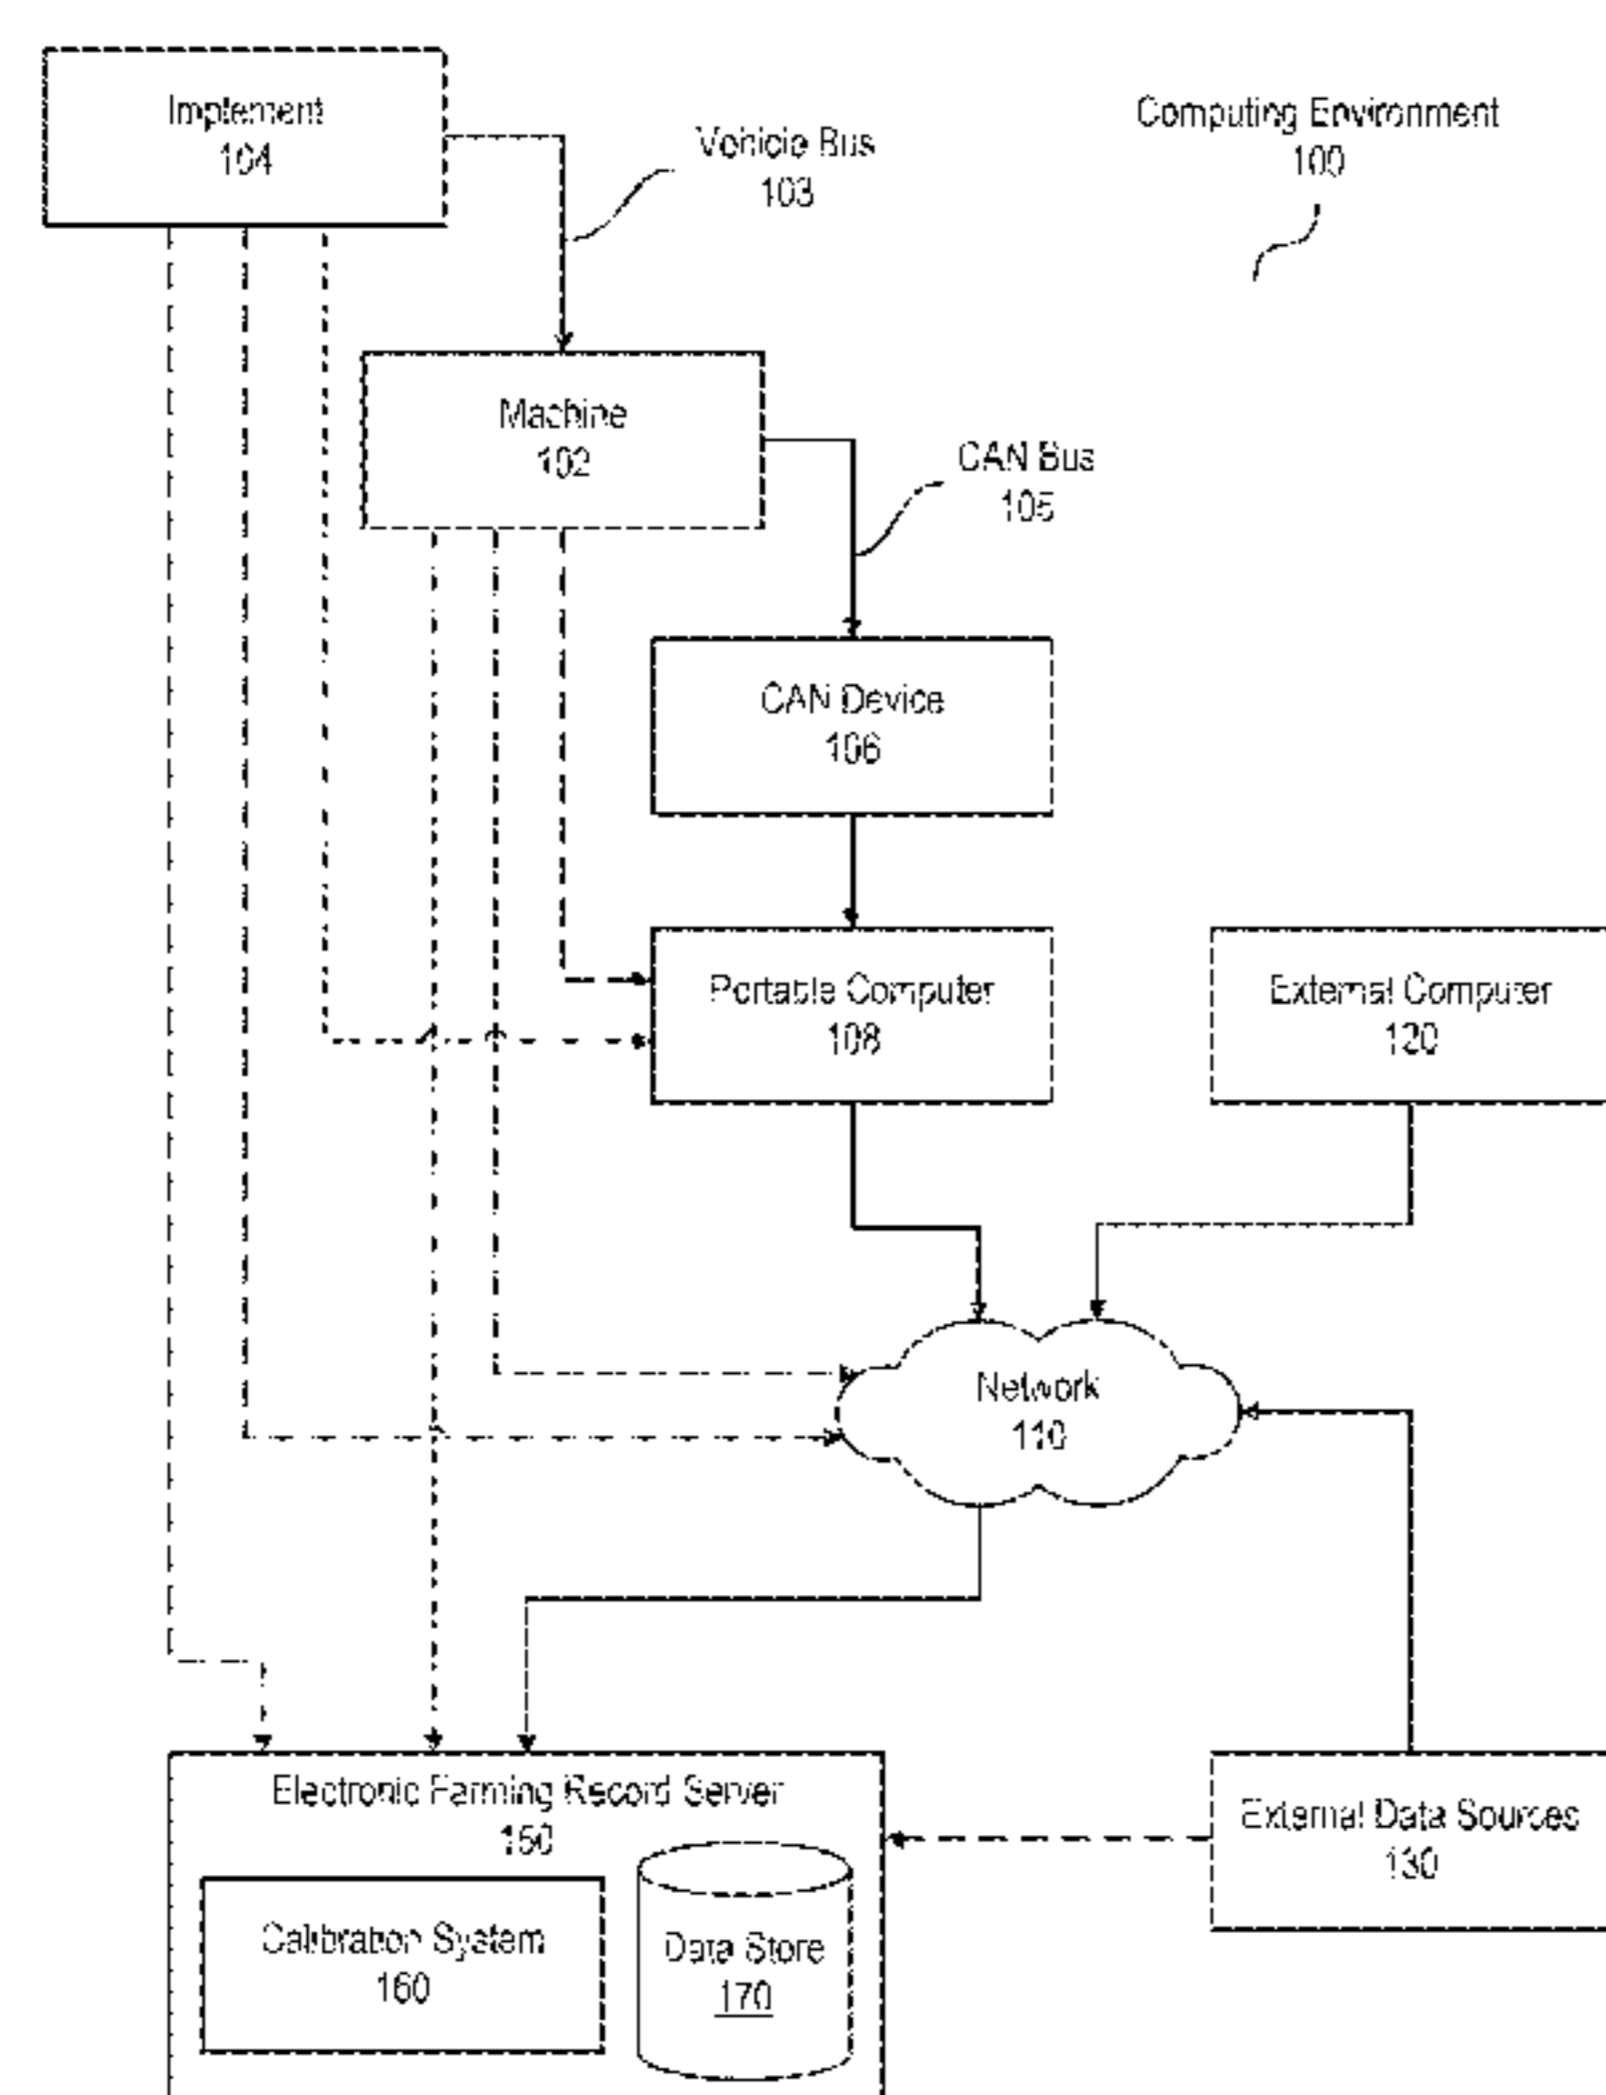 Implement
104
Vehicle Bus
103
Computing Environment
100
Machine
102
CAN Bus
105
CAN Device
106
Portable Computer
108
External Computer
120
Network
110
Electronic Farming Record Server
150
Calibration System
160
Data Store
170
External Data Sources
130